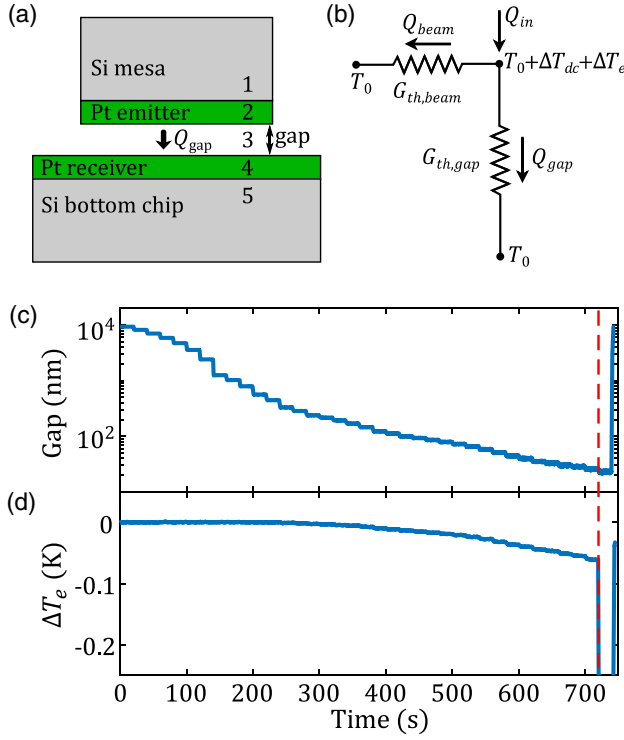 (a)
Si mesa
1
Pt emitter 2
Q_gap 3 gap
Pt receiver 4
Si bottom chip 5
(b)
Q_beam Q_in
T_0 G_th,beam T_0+ΔT_dc+ΔT_e
G_th,gap Q_gap
T_0
(c)
Gap (nm)
10^4
10^2
(d)
ΔT_e (K)
0
-0.1
-0.2
0 100 200 300 400 500 600 700
Time (s)